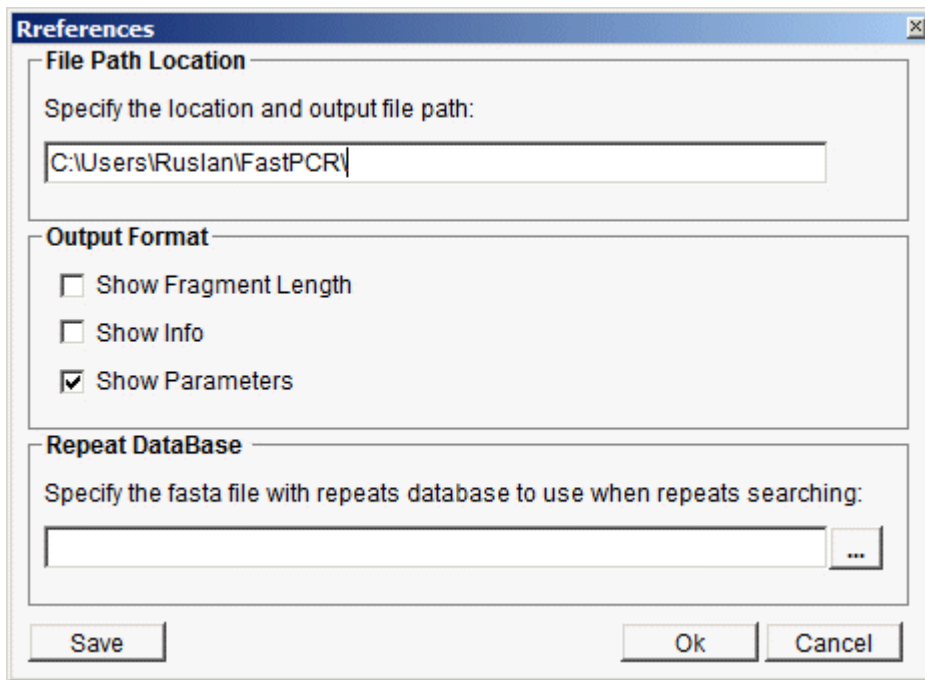 Rreferences
File Path Location
Specify the location and output file path:
C:\Users\Ruslan\FastPCR\
Output Format
Show Fragment Length
Show Info
Show Parameters
Repeat DataBase
Specify the fasta file with repeats database to use when repeats searching:
...
Save Ok Cancel